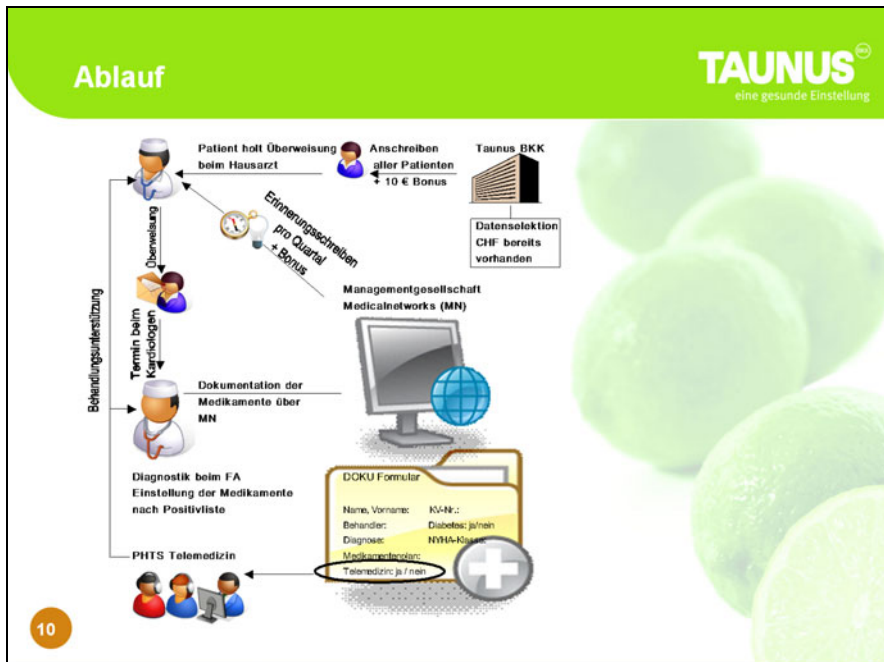 Ablauf
TAUNUS BKK
eine gesunde Einstellung
Patient holt Überweisung
beim Hausarzt
Anschreiben
aller Patienten
+ 10 € Bonus
Taunus BKK
Datenselektion
CHF bereits
vorhanden
Erinnerungsschreiben
pro Quartal
+ Bonus
Überweisung
Managementgesellschaft
Medicalnetworks (MN)
Behandlungsunterstützung
Termin beim
Kardiologen
Dokumentation der
Medikamente über
MN
Diagnostik beim FA
Einstellung der Medikamente
nach Positivliste
DOKU Formular
Name, Vorname: KV-Nr.:
Behandler: Diabetes: ja/nein
Diagnose: NYHA-Klasse:
Medikamentenplan:
Telemedizin: ja / nein
PHTS Telemedizin
10